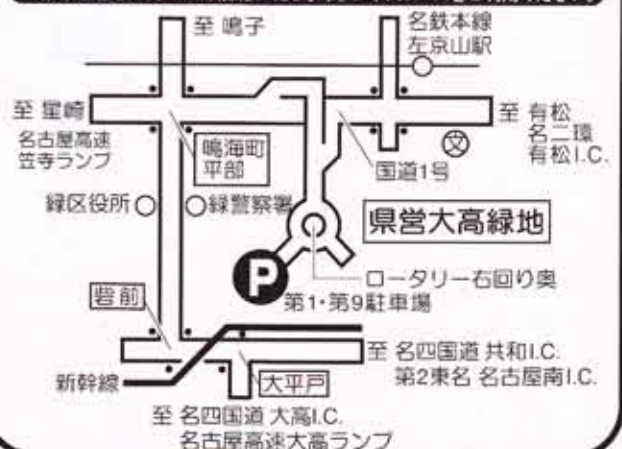 至 鳴子
名鉄本線
左京山駅
至 星崎
名古屋高速
笠寺ランプ
鳴海町
平部
国道1号
至 有松
名二環
有松I.C.
緑区役所
緑警察署
県営大高緑地
P
ロータリー右回り奥
第1・第9駐車場
砦前
新幹線
大平戸
至 名四国道 共和I.C.
第2東名 名古屋南I.C.
至 名四国道 大高I.C.
名古屋高速大高ランプ